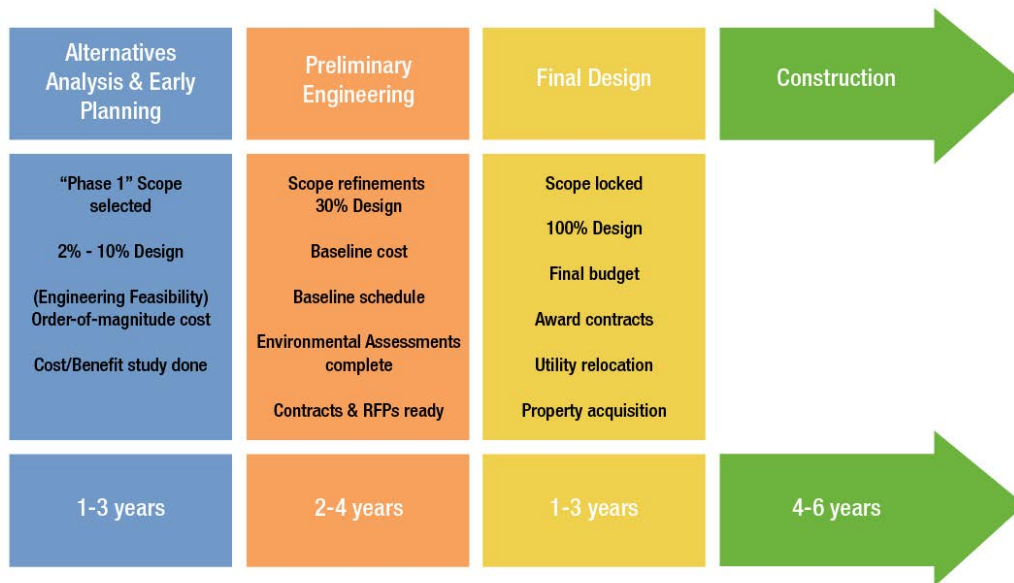 Alternatives
Analysis & Early
Planning
Preliminary
Engineering
Final Design
Construction
“Phase 1” Scope
selected
2% - 10% Design
(Engineering Feasibility)
Order-of-magnitude cost
Cost/Benefit study done
Scope refinements
30% Design
Baseline cost
Baseline schedule
Environmental Assessments
complete
Contracts & RFPs ready
Scope locked
100% Design
Final budget
Award contracts
Utility relocation
Property acquisition
1-3 years
2-4 years
1-3 years
4-6 years